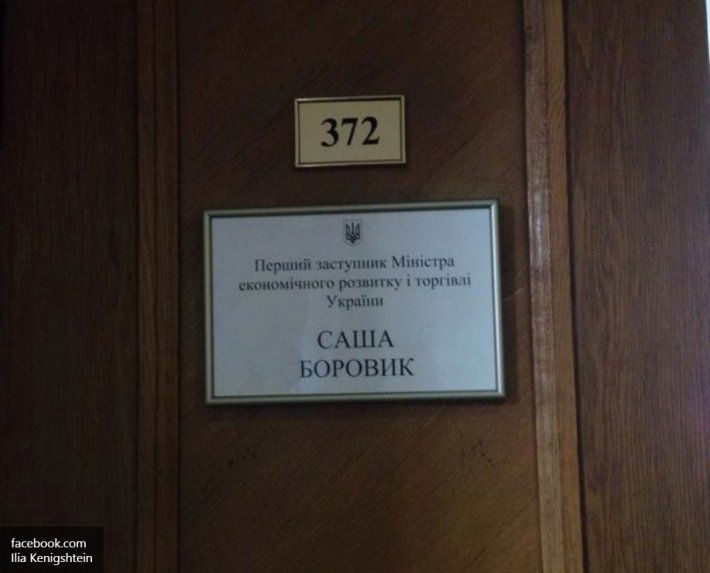 372
Перший заступник Міністра
економічного розвитку і торгівлі
України
САША
БОРОВИК
facebook.com
Ilia Kenigshtein